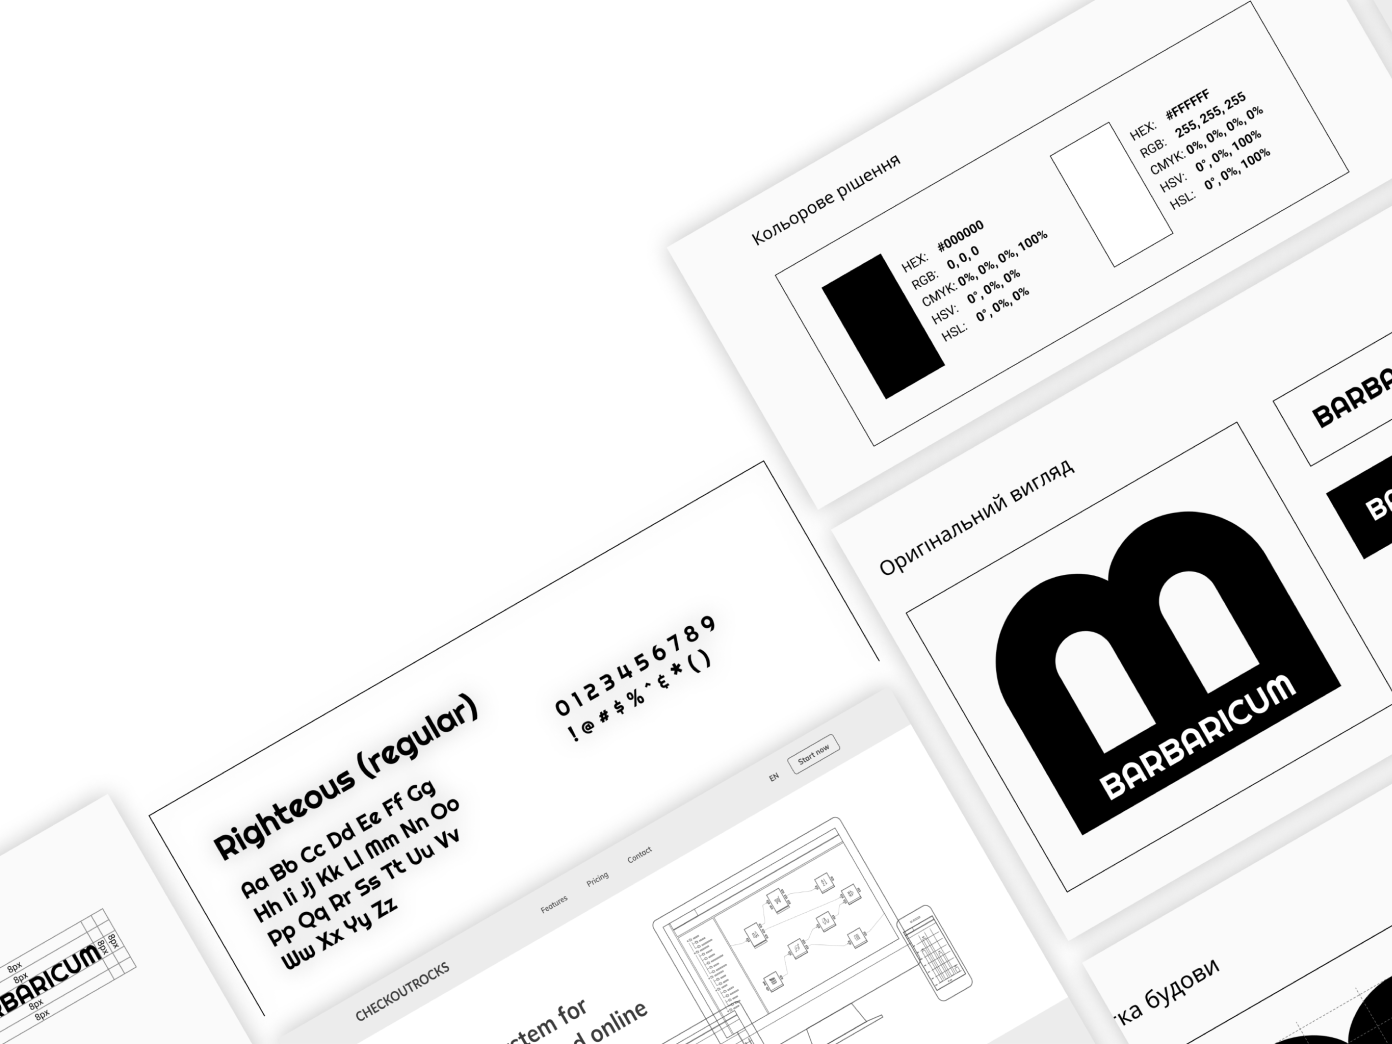 Кольорове рішення
HEX: #000000
RGB: 0, 0, 0
CMYK: 0%, 0%, 0%, 100%
HSV: 0°, 0%, 0%
HSL: 0°, 0%, 0%
HEX: #FFFFFF
RGB: 255, 255, 255
CMYK: 0%, 0%, 0%, 0%
HSV: 0°, 0%, 100%
HSL: 0°, 0%, 100%
Оригінальний вигляд
BARBARICUM
Righteous (regular)
Aa Bb Cc Dd Ee Ff Gg
Hh Ii Jj Kk Ll Mm Nn Oo
Pp Qq Rr Ss Tt Uu Vv
Ww Xx Yy Zz
0 1 2 3 4 5 6 7 8 9
! @ # $ % ^ & * ( )
CHECKOUTROCKS
Features
Pricing
Contact
EN
Start now
for
online
8px
8px
8px
8px
8px
8px
будови